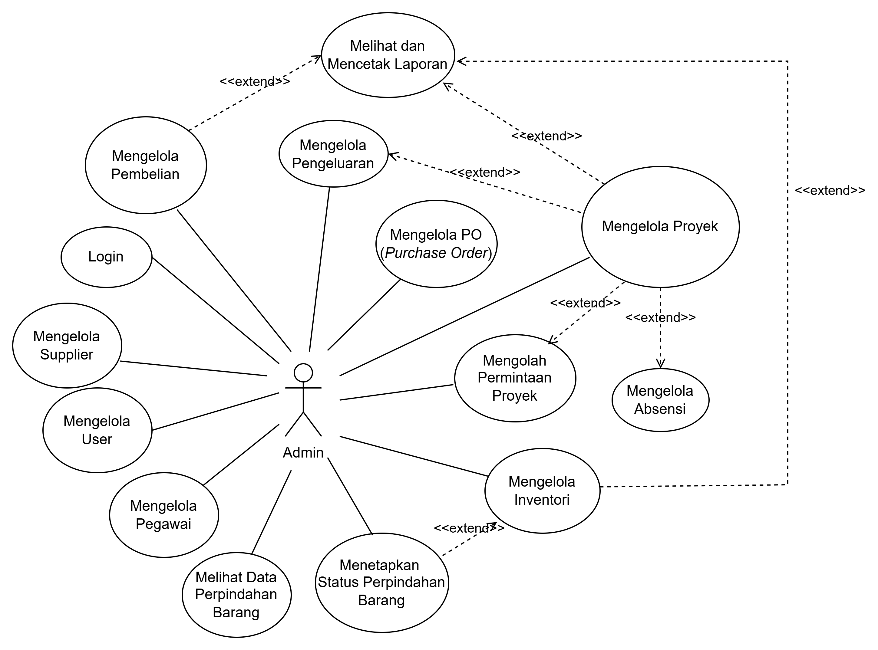 Melihat dan
Mencetak Laporan
<<extend>>
Mengelola
Pembelian
Mengelola
Pengeluaran
<<extend>>
<<extend>>
<<extend>>
Mengelola Proyek
Mengelola PO
(Purchase Order)
Login
<<extend>>
<<extend>>
Mengelola
Supplier
Mengolah
Permintaan
Proyek
Mengelola
Absensi
Mengelola
User
Admin
Mengelola
Inventori
Mengelola
Pegawai
<<extend>>
Melihat Data
Perpindahan
Barang
Menetapkan
Status Perpindahan
Barang